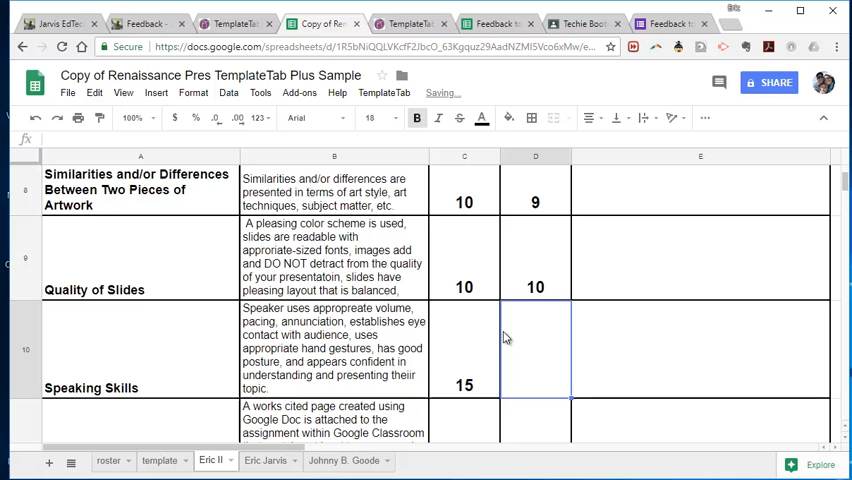 Jarvis EdTec
Feedback -
TemplateTab
Copy of Ren
TemplateTab
Feedback to
Techie Boot
Feedback to
Secure
https://docs.google.com/spreadsheets/d/1R5bNiQQLVKcf2J/
Copy of Renaissance Pres TemplateTab Plus Sample
File Edit View Insert Format Data Tools Add-ons Help TemplateTab Saving...
SHARE
100% $ % .0 .00 123 Arial 18 B I S A
fx
A B C D E
8
Similarities and/or Differences
Between Two Pieces of
Artwork
Similarities and/or differences are
presented in terms of art style, art
techniques, subject matter, etc.
10 9
9
Quality of Slides
A pleasing color scheme is used,
slides are readable with
approriate-sized fonts, images add
and DO NOT detract from the quality
of your presentatoin, slides have
pleasing layout that is balanced,
10 10
10
Speaking Skills
Speaker uses appropreate volume,
pacing, annunciation, establishes eye
contact with audience, uses
appropriate hand gestures, has good
posture, and appears confident in
understanding and presenting theiir
topic.
15
A works cited page created using
Google Doc is attached to the
assignment within Google Classroom
roster template Eric II Eric Jarvis Johnny B. Goode
Explore